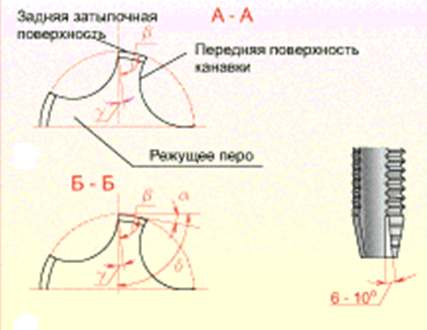 Задняя затылочная
поверхность
А - А
β
Передняя поверхность
канавки
γ
Режущее перо
Б - Б
β
α
γ
δ
6 - 10°